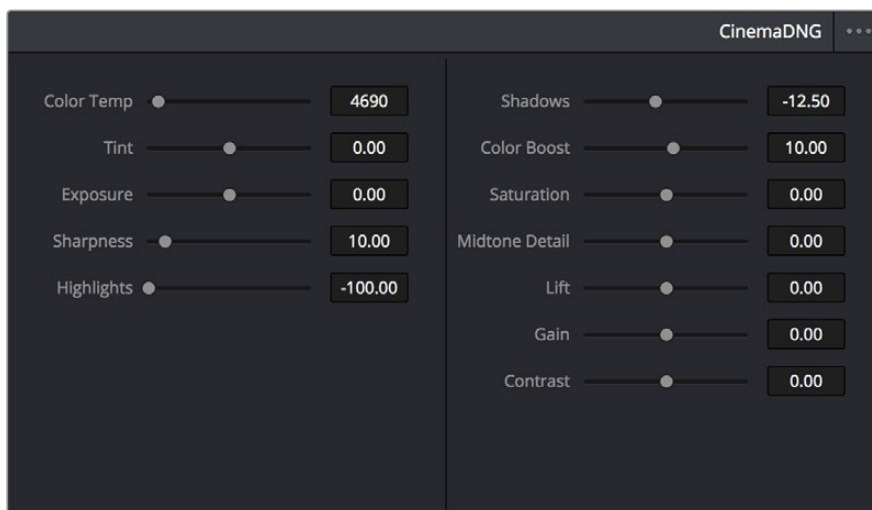 CinemaDNG
Color Temp 4690
Tint 0.00
Exposure 0.00
Sharpness 10.00
Highlights -100.00
Shadows -12.50
Color Boost 10.00
Saturation 0.00
Midtone Detail 0.00
Lift 0.00
Gain 0.00
Contrast 0.00